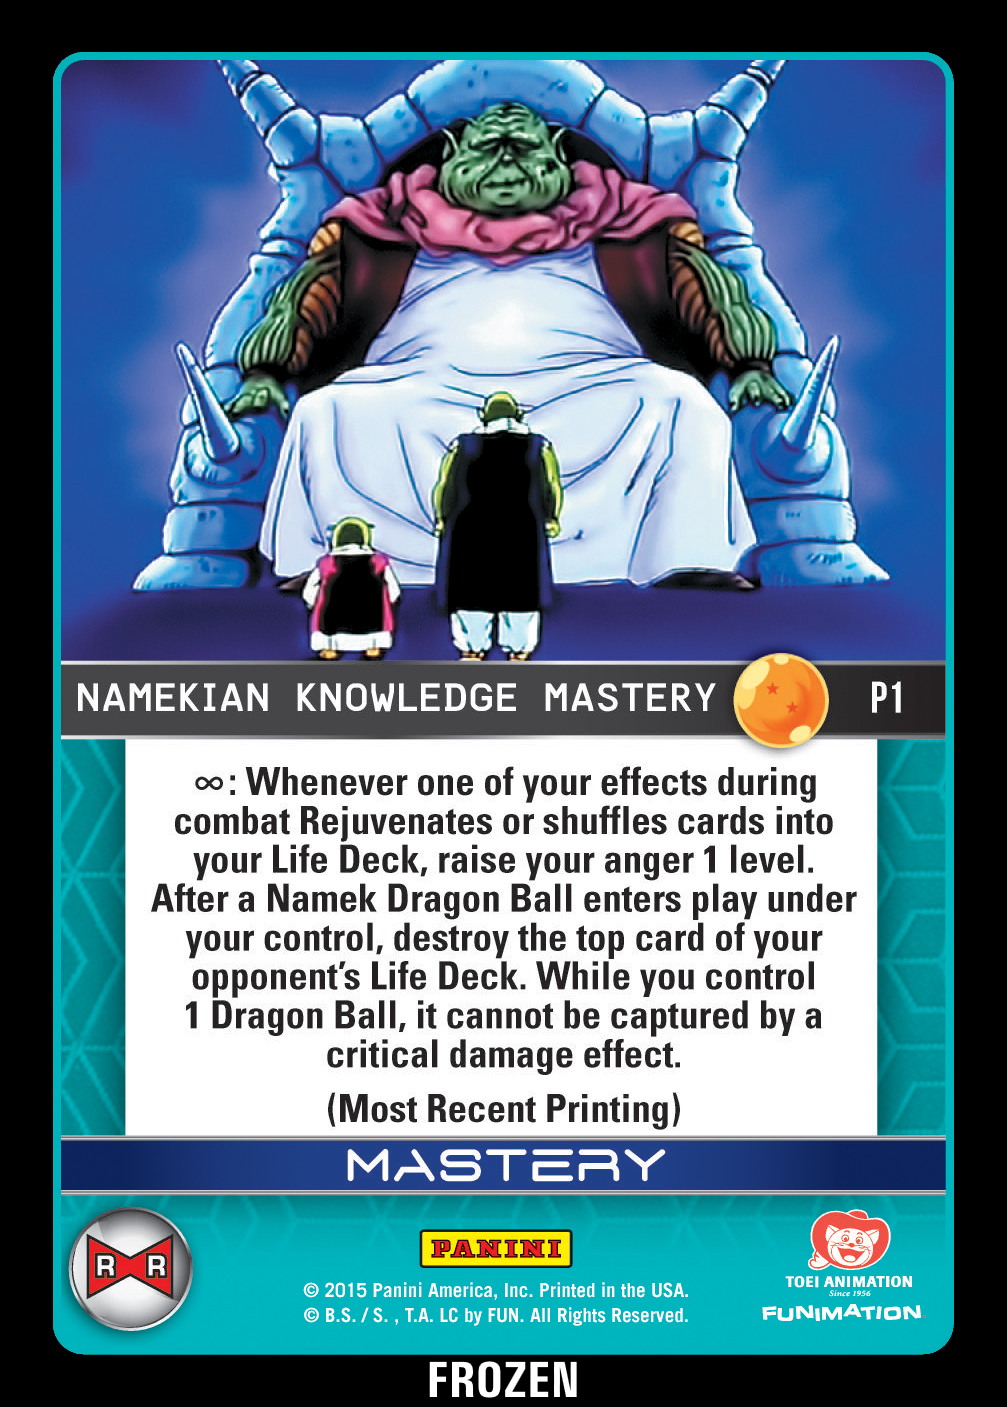 NAMEKIAN KNOWLEDGE MASTERY P1
∞: Whenever one of your effects during
combat Rejuvenates or shuffles cards into
your Life Deck, raise your anger 1 level.
After a Namek Dragon Ball enters play under
your control, destroy the top card of your
opponent's Life Deck. While you control
1 Dragon Ball, it cannot be captured by a
critical damage effect.
(Most Recent Printing)
MASTERY
R R
PANINI
© 2015 Panini America, Inc. Printed in the USA.
© B.S. / S. , T.A. LC by FUN. All Rights Reserved.
TOEI ANIMATION
Since 1956
FUNIMATION
FROZEN